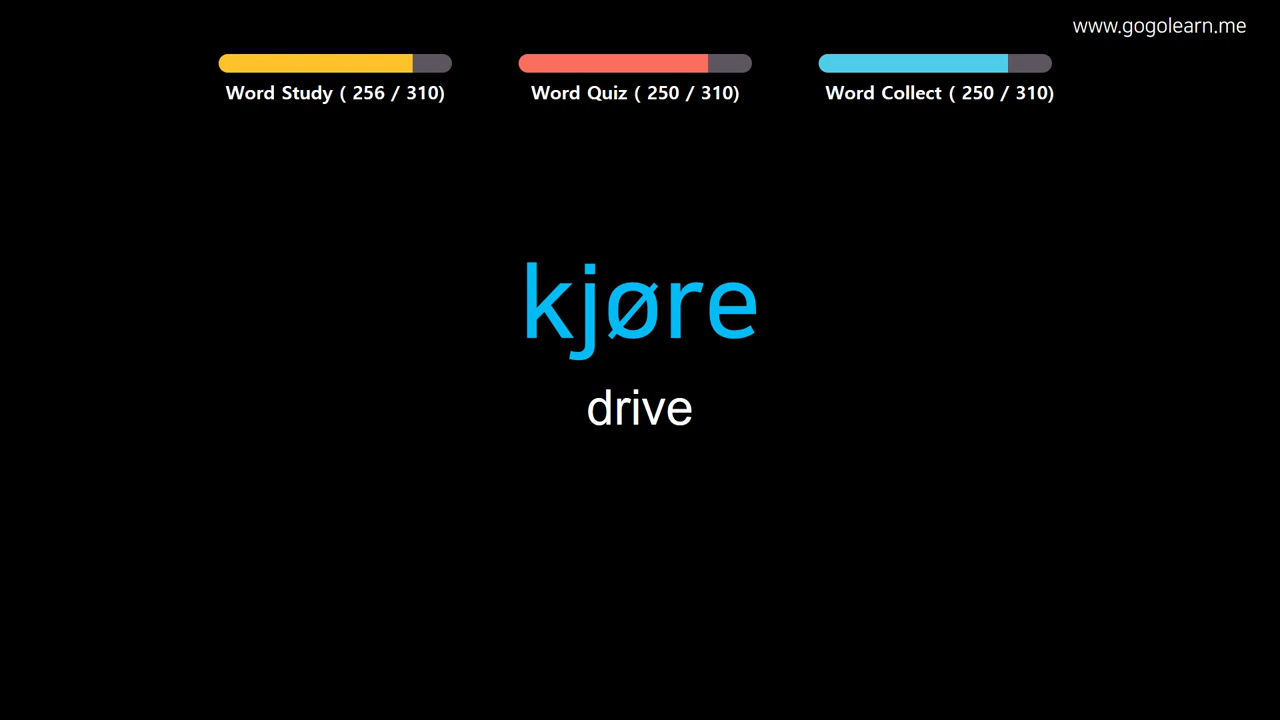 www.gogolearn.me
Word Study ( 256 / 310)
Word Quiz ( 250 / 310)
Word Collect ( 250 / 310)
kjøre
drive